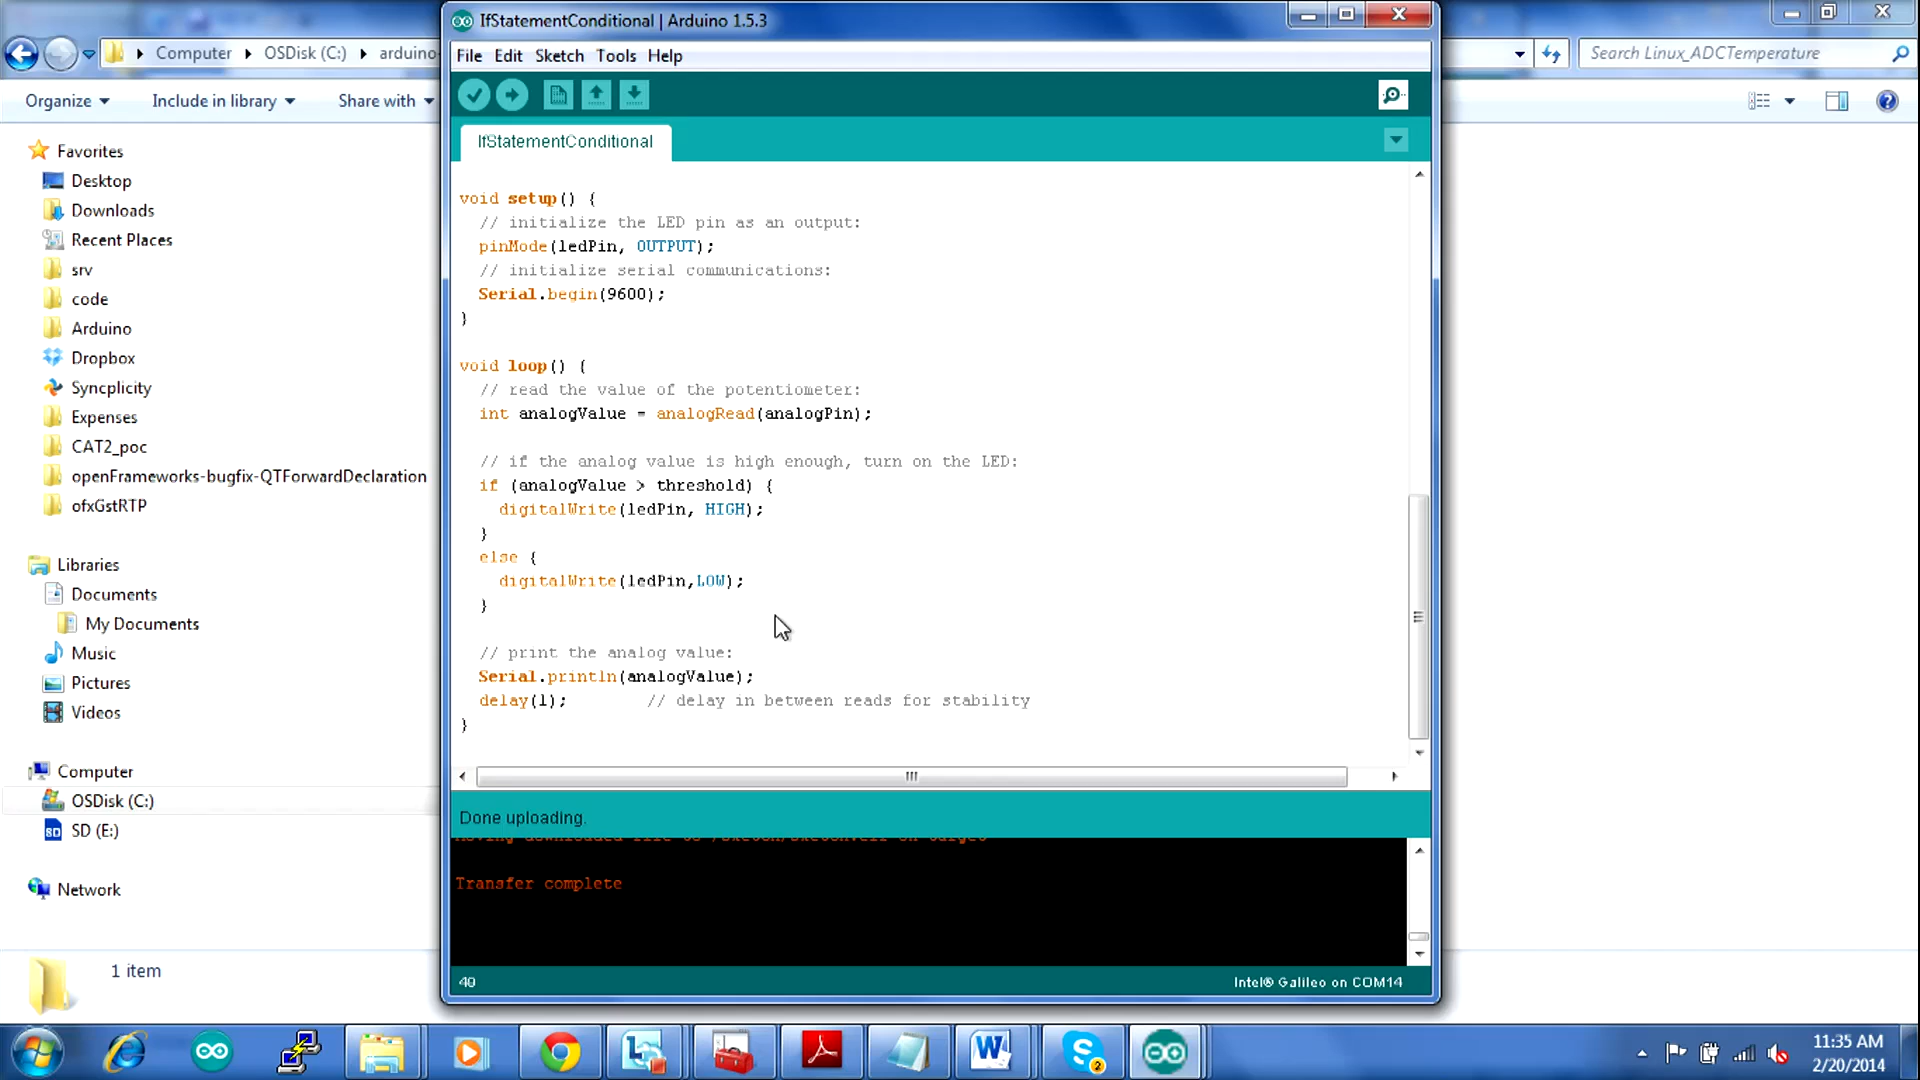 IfStatementConditional | Arduino 1.5.3
Computer
OSDisk (C:)
arduino-
Search Linux_ADCTemperature
File Edit Sketch Tools Help
Organize
Include in library
Share with
IfStatementConditional
Favorites
Desktop
Downloads
Recent Places
srv
code
Arduino
Dropbox
Syncplicity
Expenses
CAT2_poc
openFrameworks-bugfix-QTForwardDeclaration
ofxGstRTP
Libraries
Documents
My Documents
Music
Pictures
Videos
Computer
OSDisk (C:)
SD (E:)
Network
1 item
void setup() {
// initialize the LED pin as an output:
pinMode(ledPin, OUTPUT);
// initialize serial communications:
Serial.begin(9600);
}
void loop() {
// read the value of the potentiometer:
int analogValue = analogRead(analogPin);
// if the analog value is high enough, turn on the LED:
if (analogValue > threshold) {
digitalWrite(ledPin, HIGH);
}
else {
digitalWrite(ledPin,LOW);
}
// print the analog value:
Serial.println(analogValue);
delay(1); // delay in between reads for stability
}
Done uploading.
Transfer complete
40
Intel® Galileo on COM14
2
11:35 AM
2/20/2014